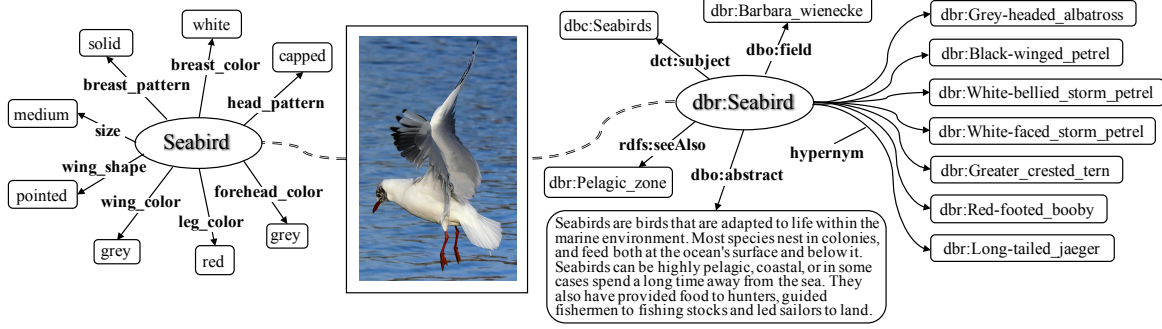 white
solid
capped
breast_color
breast_pattern
head_pattern
medium
size
Seabird
wing_shape
pointed
wing_color
forehead_color
leg_color
grey
red
grey
dbc:Seabirds
dbr:Barbara_wienecke
dct:subject
dbo:field
dbr:Seabird
rdfs:seeAlso
dbr:Pelagic_zone
dbo:abstract
hypernym
Seabirds are birds that are adapted to life within the
marine environment. Most species nest in colonies,
and feed both at the ocean's surface and below it.
Seabirds can be highly pelagic, coastal, or in some
cases spend a long time away from the sea. They
also have provided food to hunters, guided
fishermen to fishing stocks and led sailors to land.
dbr:Grey-headed_albatross
dbr:Black-winged_petrel
dbr:White-bellied_storm_petrel
dbr:White-faced_storm_petrel
dbr:Greater_crested_tern
dbr:Red-footed_booby
dbr:Long-tailed_jaeger